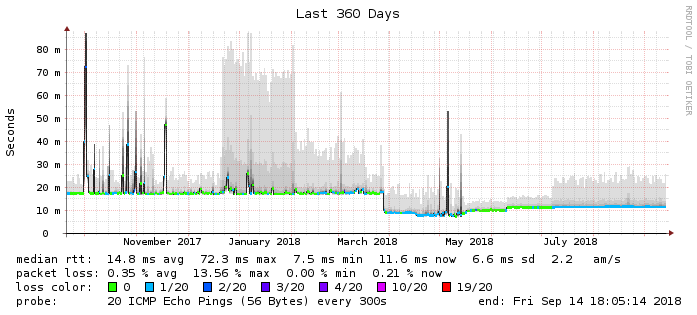 Last 360 Days
RRDTOOL / TOBI OETIKER
Seconds
80 m
70 m
60 m
50 m
40 m
30 m
20 m
10 m
0
November 2017 January 2018 March 2018 May 2018 July 2018
median rtt: 14.8 ms avg 72.3 ms max 7.5 ms min 11.6 ms now 6.6 ms sd 2.2 am/s
packet loss: 0.35 % avg 13.56 % max 0.00 % min 0.21 % now
loss color: 0 1/20 2/20 3/20 4/20 10/20 19/20
probe: 20 ICMP Echo Pings (56 Bytes) every 300s end: Fri Sep 14 18:05:14 2018